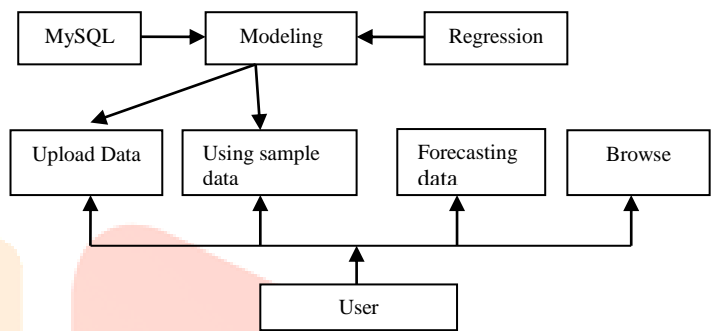 MySQL
Modeling
Regression
Upload Data
Using sample
data
Forecasting
data
Browse
User